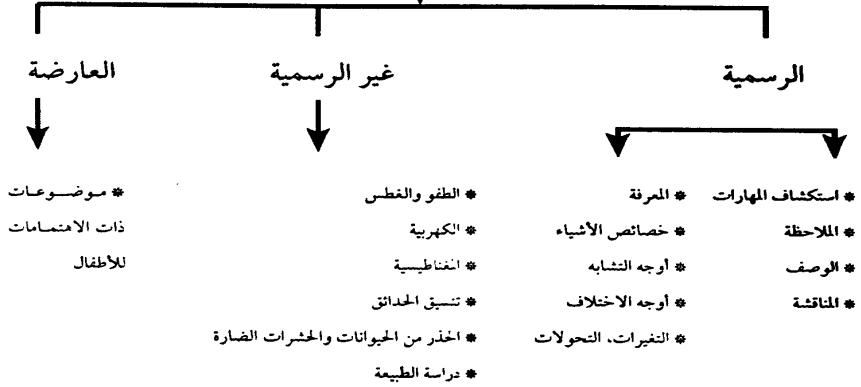 الرسمية
غير الرسمية
العارضة
* استكشاف المهارات
* الملاحظة
* الوصف
* المناقشة
* المعرفة
* خصائص الأشياء
* أوجه التشابه
* أوجه الاختلاف
* التغيرات، التحولات
* الطفو والغطس
* الكهربية
* المغناطيسية
* تنسيق الحدائق
* الحذر من الحيوانات والحشرات الضارة
* دراسة الطبيعة
* موضوعات
ذات الاهتمامات
للأطفال